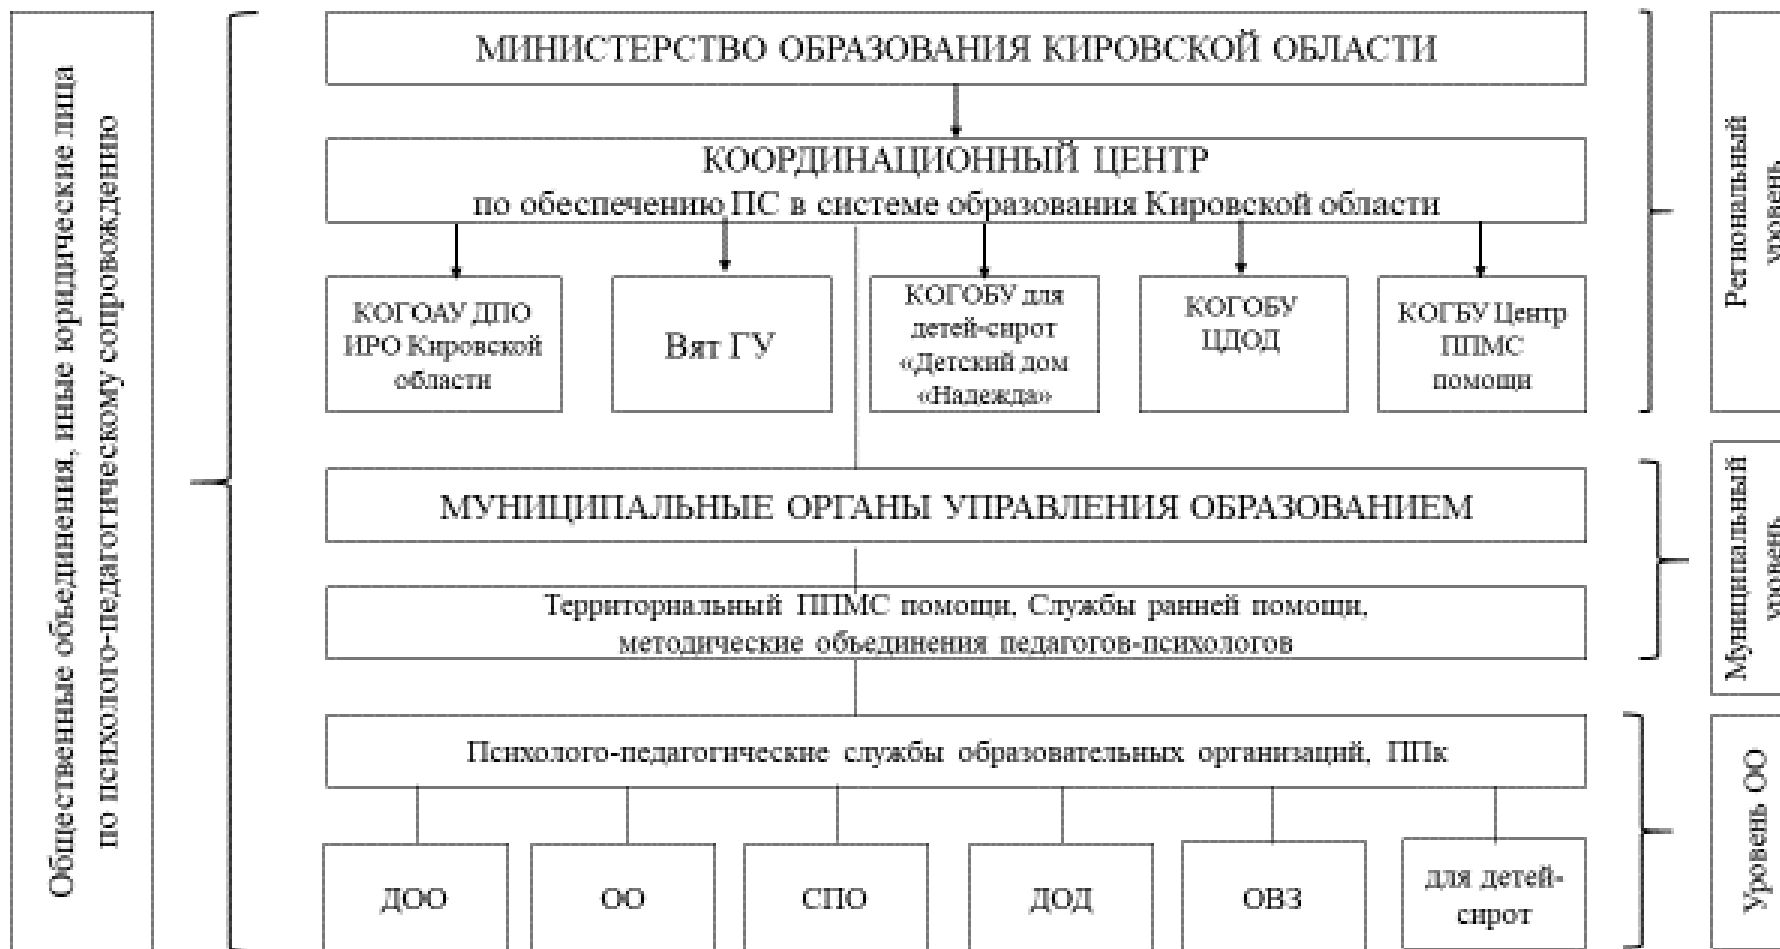 Общественные объединения, иные юридические лица
по психолого-педагогическому сопровождению
МИНИСТЕРСТВО ОБРАЗОВАНИЯ КИРОВСКОЙ ОБЛАСТИ
КООРДИНАЦИОННЫЙ ЦЕНТР
по обеспечению ПС в системе образования Кировской области
КОГОАУ ДПО
ИРО Кировской
области
Вят ГУ
КОГОБУ для
детей-сирот
«Детский дом
«Надежда»
КОГОБУ
ЦДОД
КОГБУ Центр
ППМС
помощи
Региональный
уровень
МУНИЦИПАЛЬНЫЕ ОРГАНЫ УПРАВЛЕНИЯ ОБРАЗОВАНИЕМ
Территориальный ППМС помощи, Службы ранней помощи,
методические объединения педагогов-психологов
Муниципальный
уровень
Психолого-педагогические службы образовательных организаций, ППк
ДОО
ОО
СПО
ДОД
ОВЗ
для детей-
сирот
Уровень ОО